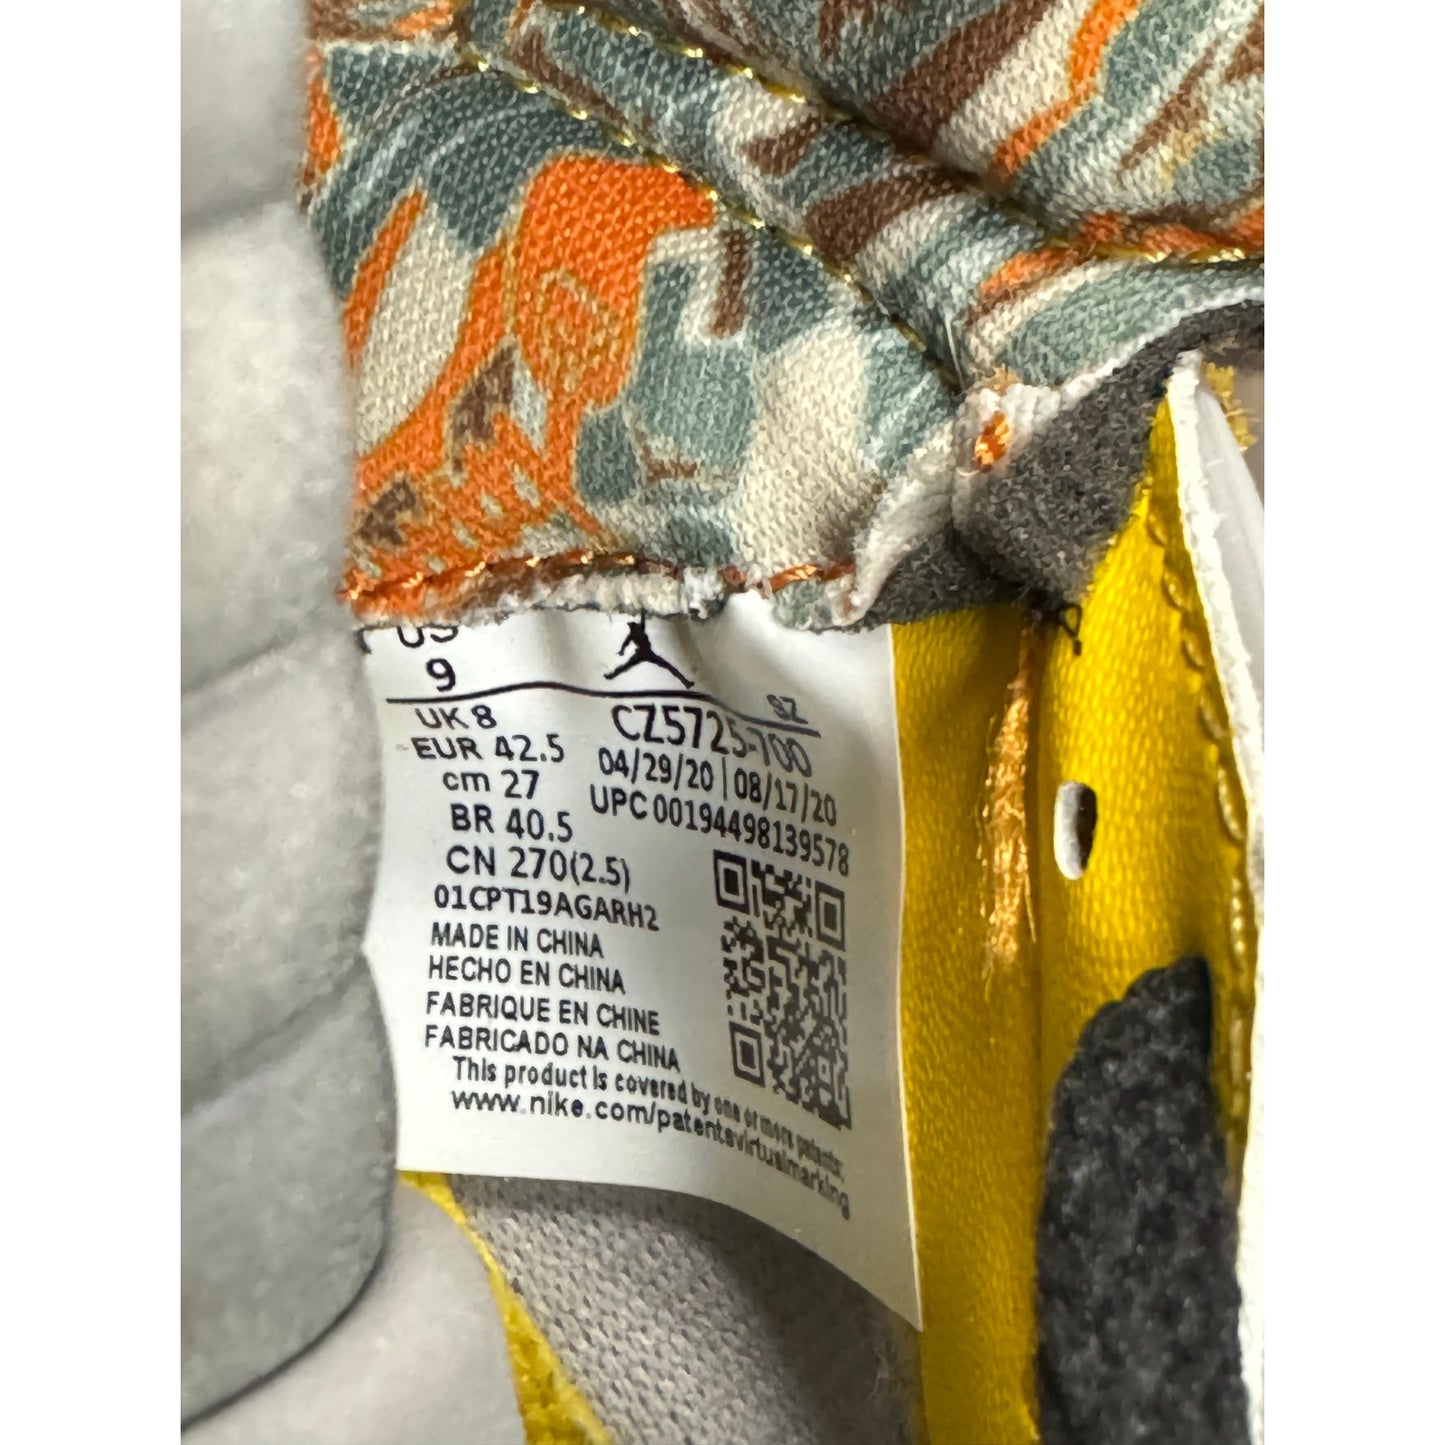 US
9
UK 8
EUR 42.5
cm 27
BR 40.5
CN 270(2.5)
01CPT19AGARH2
MADE IN CHINA
HECHO EN CHINA
FABRIQUE EN CHINE
FABRICADO NA CHINA
SZ
CZ5725-700
04/29/20 | 08/17/20
UPC 00194498139578
This product is covered by one or more patents;
www.nike.com/patentsvirtualmarking